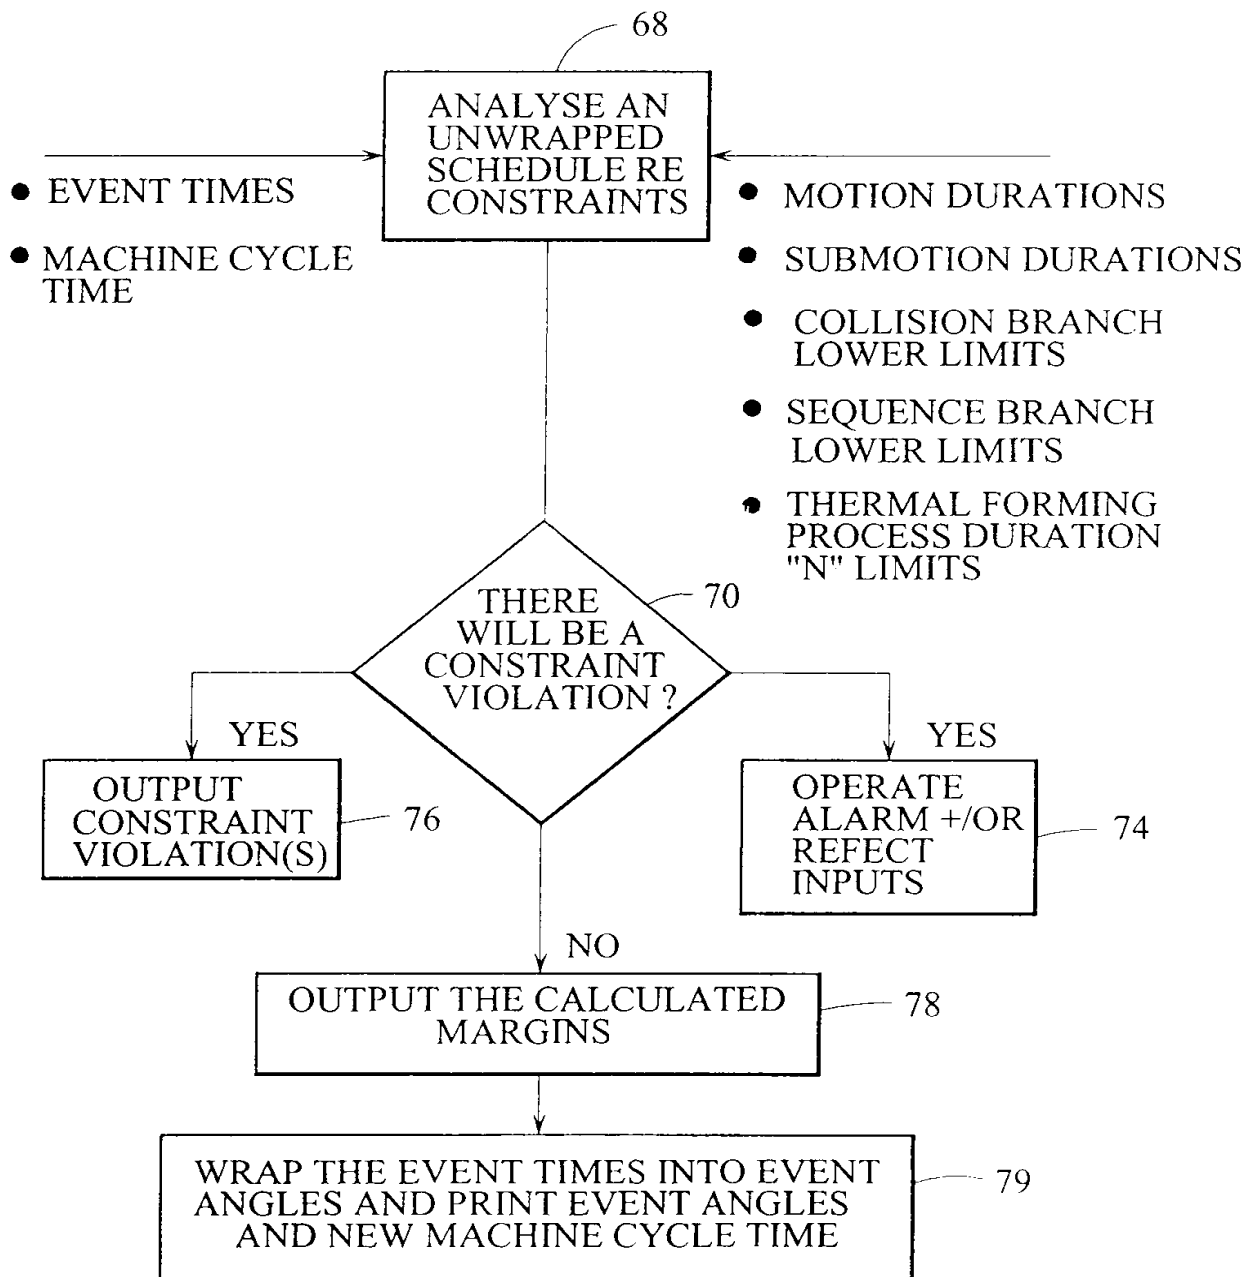 68
ANALYSE AN
UNWRAPPED
SCHEDULE RE
CONSTRAINTS
● EVENT TIMES
● MACHINE CYCLE
TIME
● MOTION DURATIONS
● SUBMOTION DURATIONS
● COLLISION BRANCH
LOWER LIMITS
● SEQUENCE BRANCH
LOWER LIMITS
● THERMAL FORMING
PROCESS DURATION
"N" LIMITS
70
THERE
WILL BE A
CONSTRAINT
VIOLATION ?
YES
OUTPUT
CONSTRAINT
VIOLATION(S)
76
YES
OPERATE
ALARM +/OR
REFECT
INPUTS
74
NO
OUTPUT THE CALCULATED
MARGINS
78
WRAP THE EVENT TIMES INTO EVENT
ANGLES AND PRINT EVENT ANGLES
AND NEW MACHINE CYCLE TIME
79